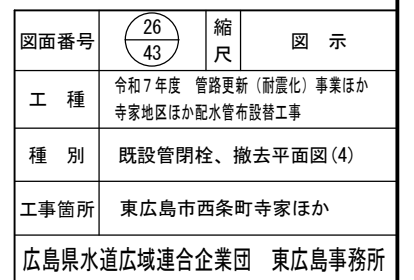 図面番号 26/43 縮尺 図 示
工 種 令和7年度 管路更新(耐震化)事業ほか
寺家地区ほか配水管布設替工事
種 別 既設管閉栓、撤去平面図(4)
工事箇所 東広島市西条町寺家ほか
広島県水道広域連合企業団 東広島事務所